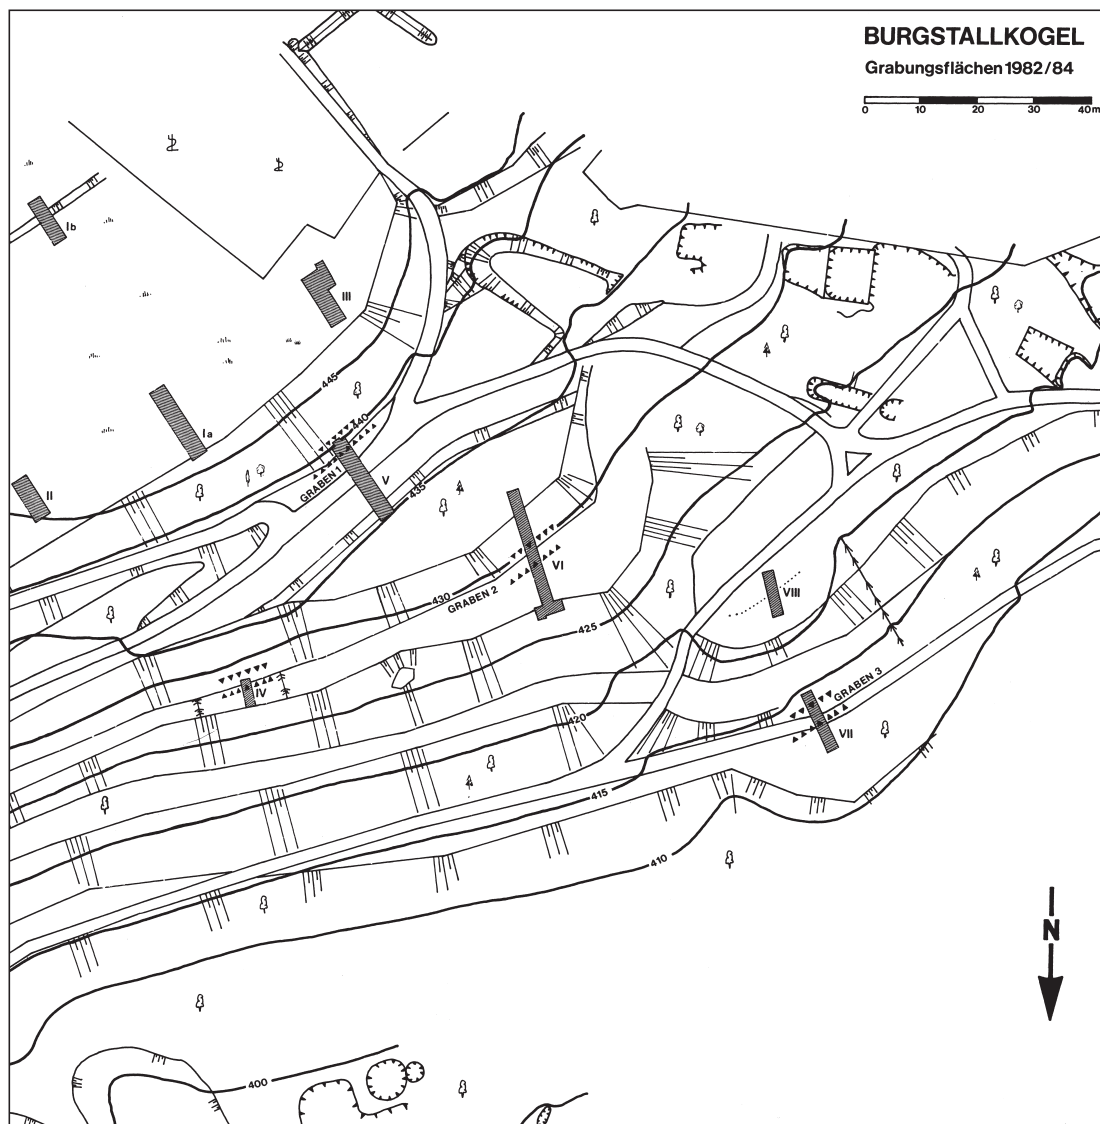 BURGSTALLKOGEL
Grabungsflächen 1982/84
0 10 20 30 40m
Ib
III
445
Ia
440
II
GRABEN 1
V
435
VI
430
GRABEN 2
VIII
425
IV
GRABEN 3
420
VII
415
410
N
400